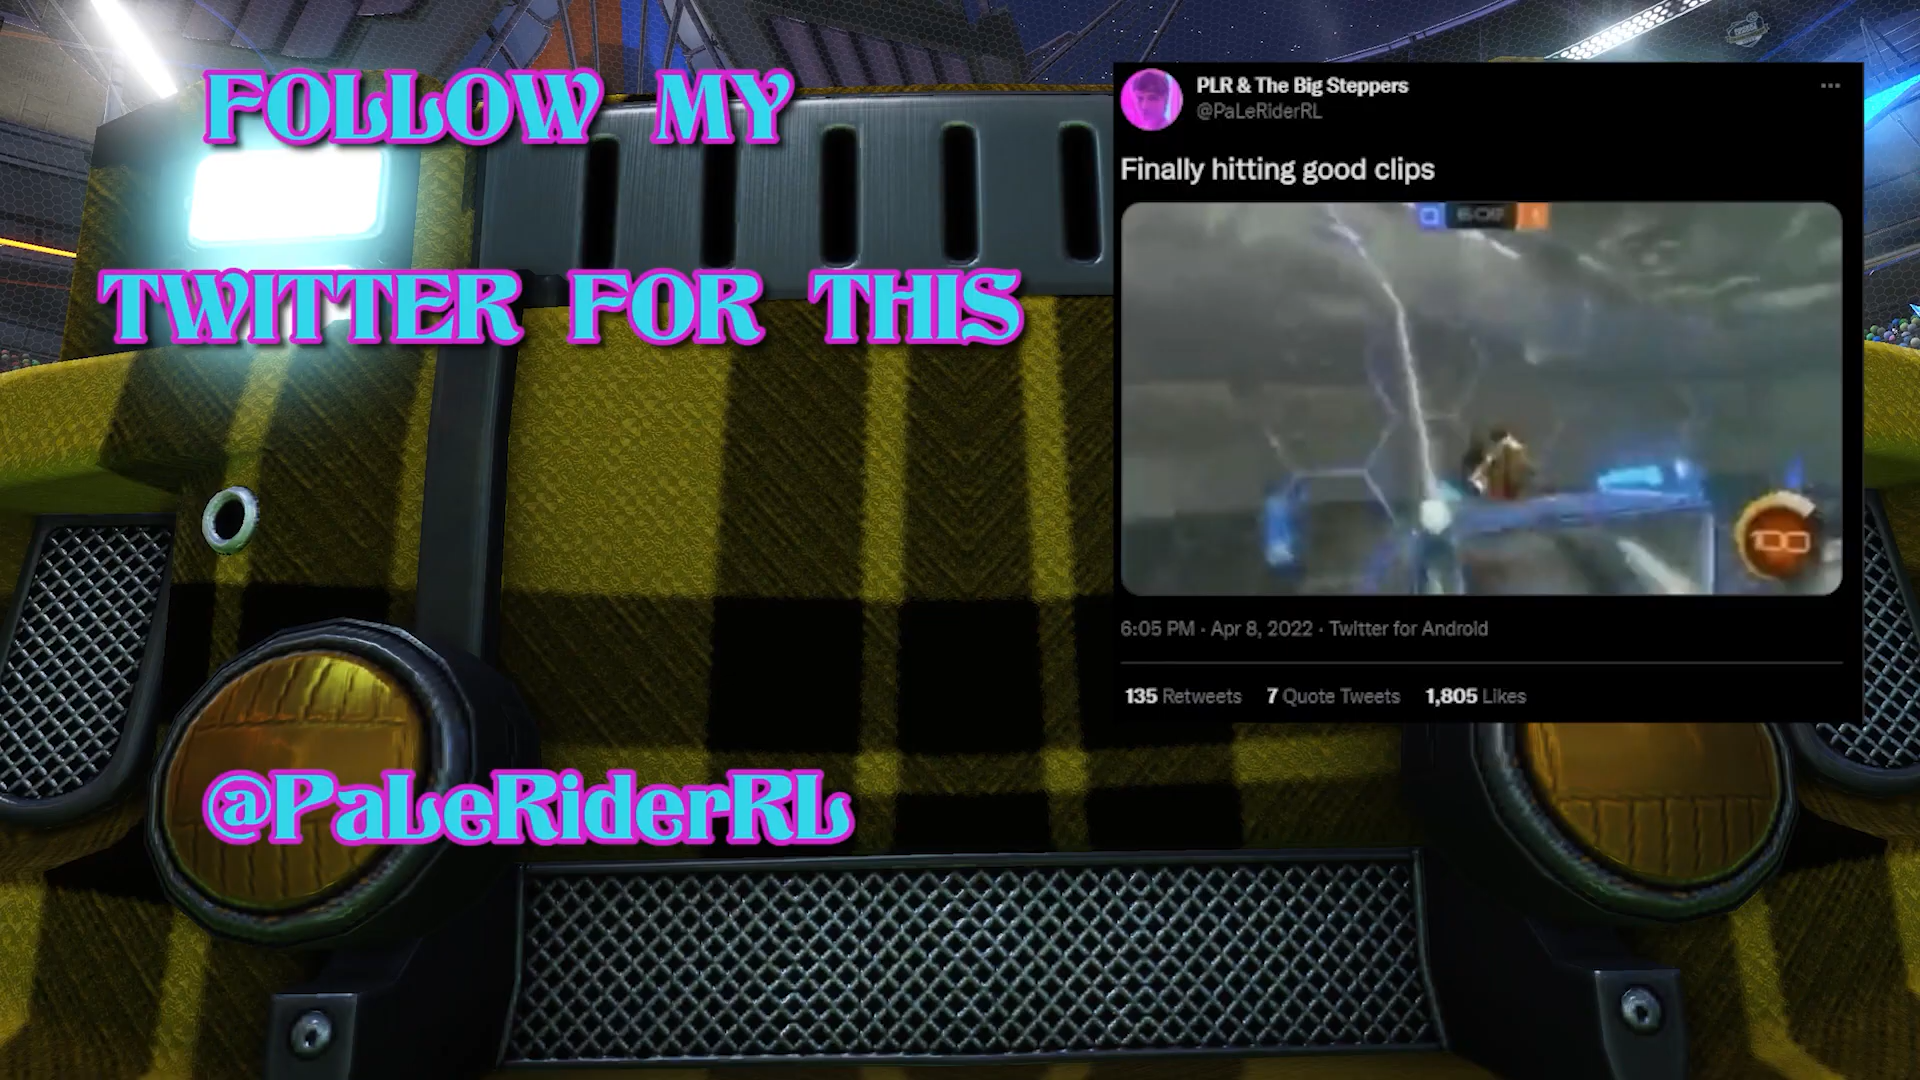 FOLLOW MY
TWITTER FOR THIS
@PaLeRiderRL
PLR & The Big Steppers
@PaLeRiderRL
Finally hitting good clips
100
6:05 PM · Apr 8, 2022 · Twitter for Android
135 Retweets 7 Quote Tweets 1,805 Likes